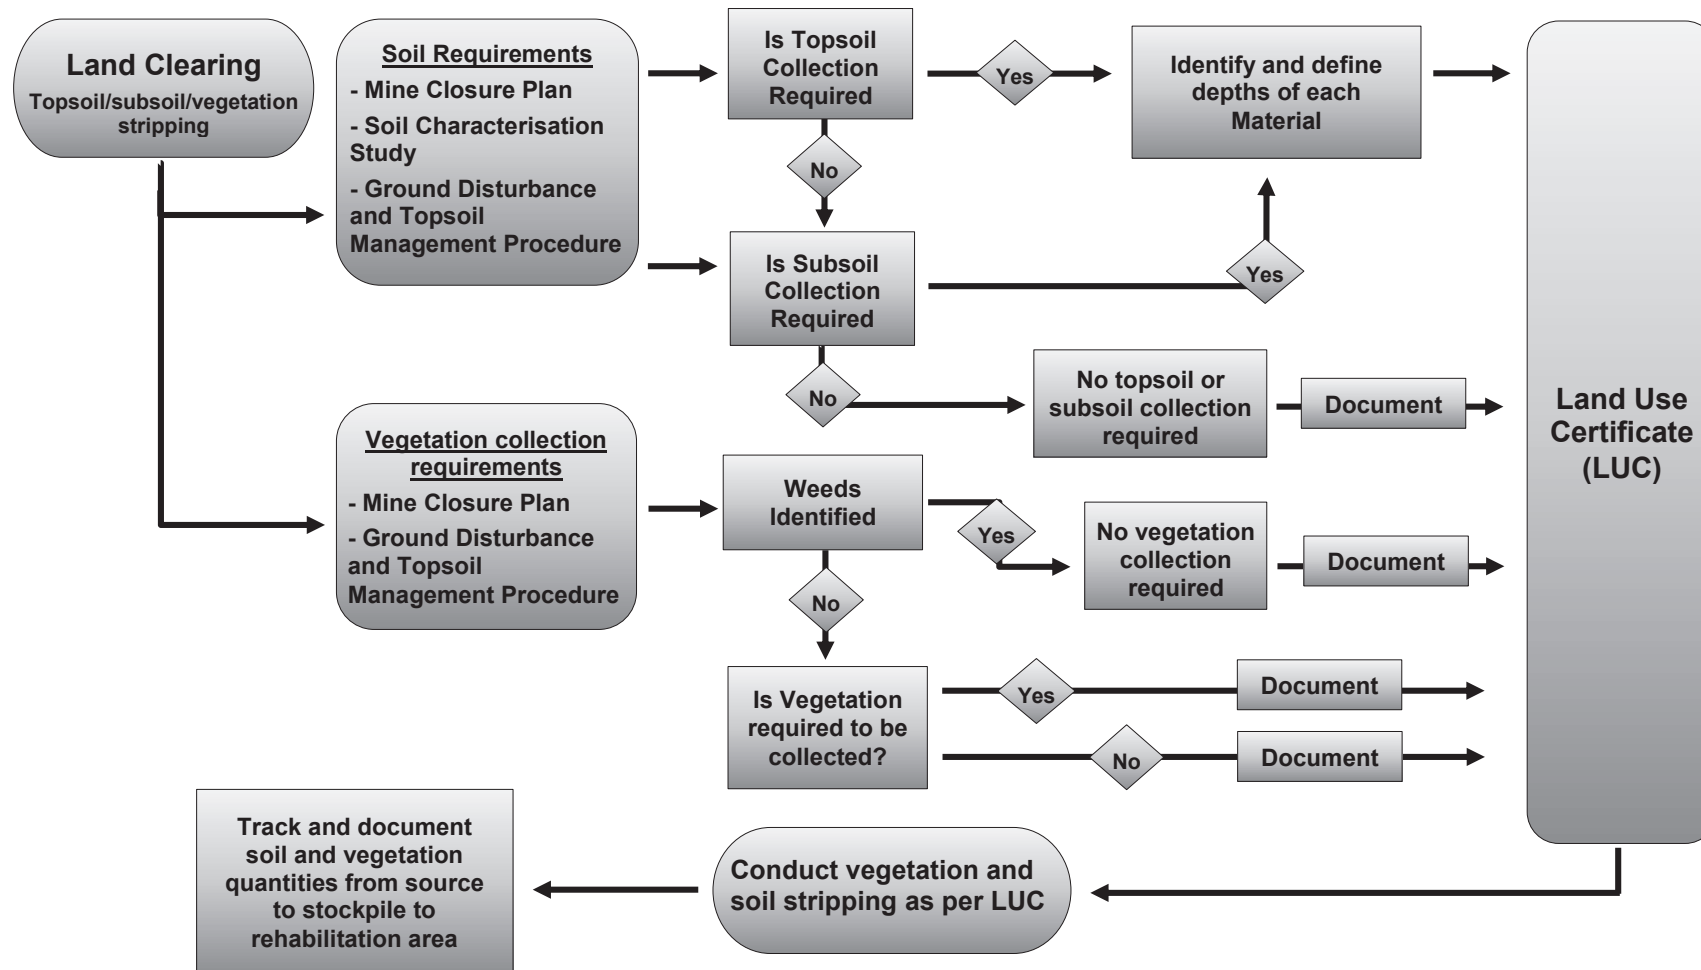 Land Clearing
Topsoil/subsoil/vegetation
stripping
Soil Requirements
- Mine Closure Plan
- Soil Characterisation
Study
- Ground Disturbance
and Topsoil
Management Procedure
Is Topsoil
Collection
Required
Yes
Identify and define
depths of each
Material
No
Is Subsoil
Collection
Required
Yes
No
No topsoil or
subsoil collection
required
Document
Land Use
Certificate
(LUC)
Vegetation collection
requirements
- Mine Closure Plan
- Ground Disturbance
and Topsoil
Management Procedure
Weeds
Identified
Yes
No vegetation
collection
required
Document
No
Is Vegetation
required to be
collected?
Yes
Document
No
Document
Conduct vegetation and
soil stripping as per LUC
Track and document
soil and vegetation
quantities from source
to stockpile to
rehabilitation area